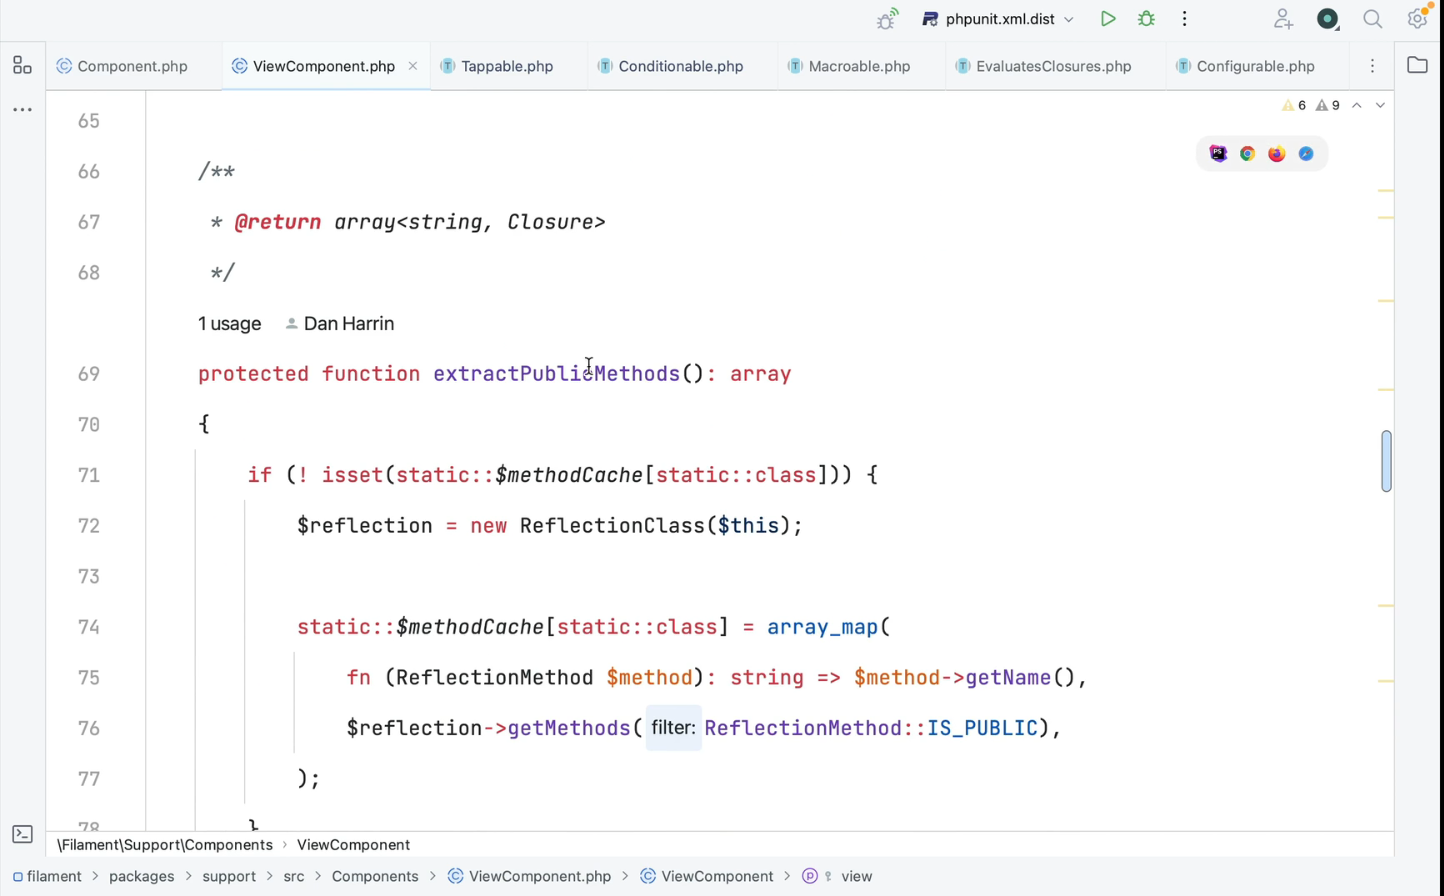 phpunit.xml.dist
Component.php
ViewComponent.php
Tappable.php
Conditionable.php
Macroable.php
EvaluatesClosures.php
Configurable.php
6 9
65
66 /**
67 * @return array<string, Closure>
68 */
1 usage Dan Harrin
69 protected function extractPublicMethods(): array
70 {
71 if (! isset(static::$methodCache[static::class])) {
72 $reflection = new ReflectionClass($this);
73
74 static::$methodCache[static::class] = array_map(
75 fn (ReflectionMethod $method): string => $method->getName(),
76 $reflection->getMethods( filter: ReflectionMethod::IS_PUBLIC),
77 );
78 }
\Filament\Support\Components › ViewComponent
filament > packages > support > src > Components > ViewComponent.php > ViewComponent > view